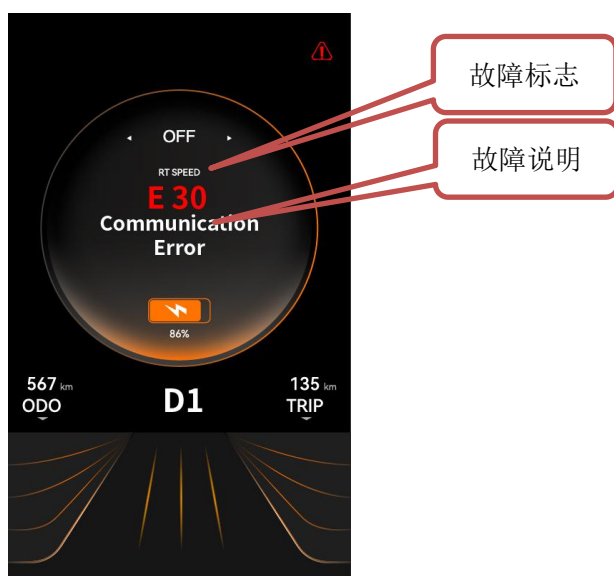 故障标志
OFF
故障说明
RT SPEED
E 30
Communication
Error
86%
567 km
ODO
D1
135 km
TRIP